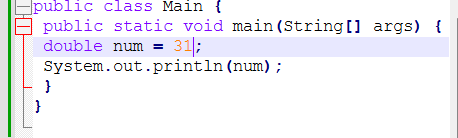 public class Main {
public static void main(String[] args) {
double num = 31;
System.out.println(num);
}
}